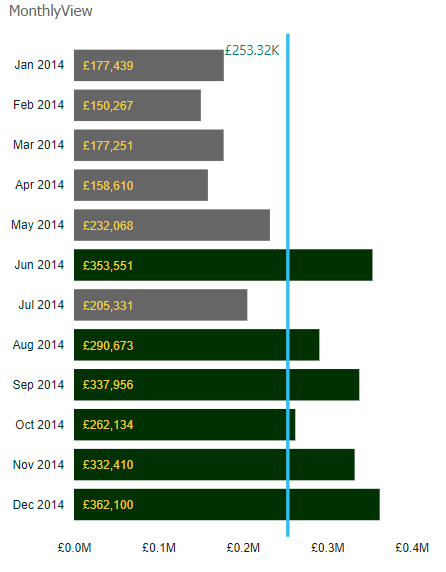 MonthlyView
£253.32K
Jan 2014 £177,439
Feb 2014 £150,267
Mar 2014 £177,251
Apr 2014 £158,610
May 2014 £232,068
Jun 2014 £353,551
Jul 2014 £205,331
Aug 2014 £290,673
Sep 2014 £337,956
Oct 2014 £262,134
Nov 2014 £332,410
Dec 2014 £362,100
£0.0M £0.1M £0.2M £0.3M £0.4M